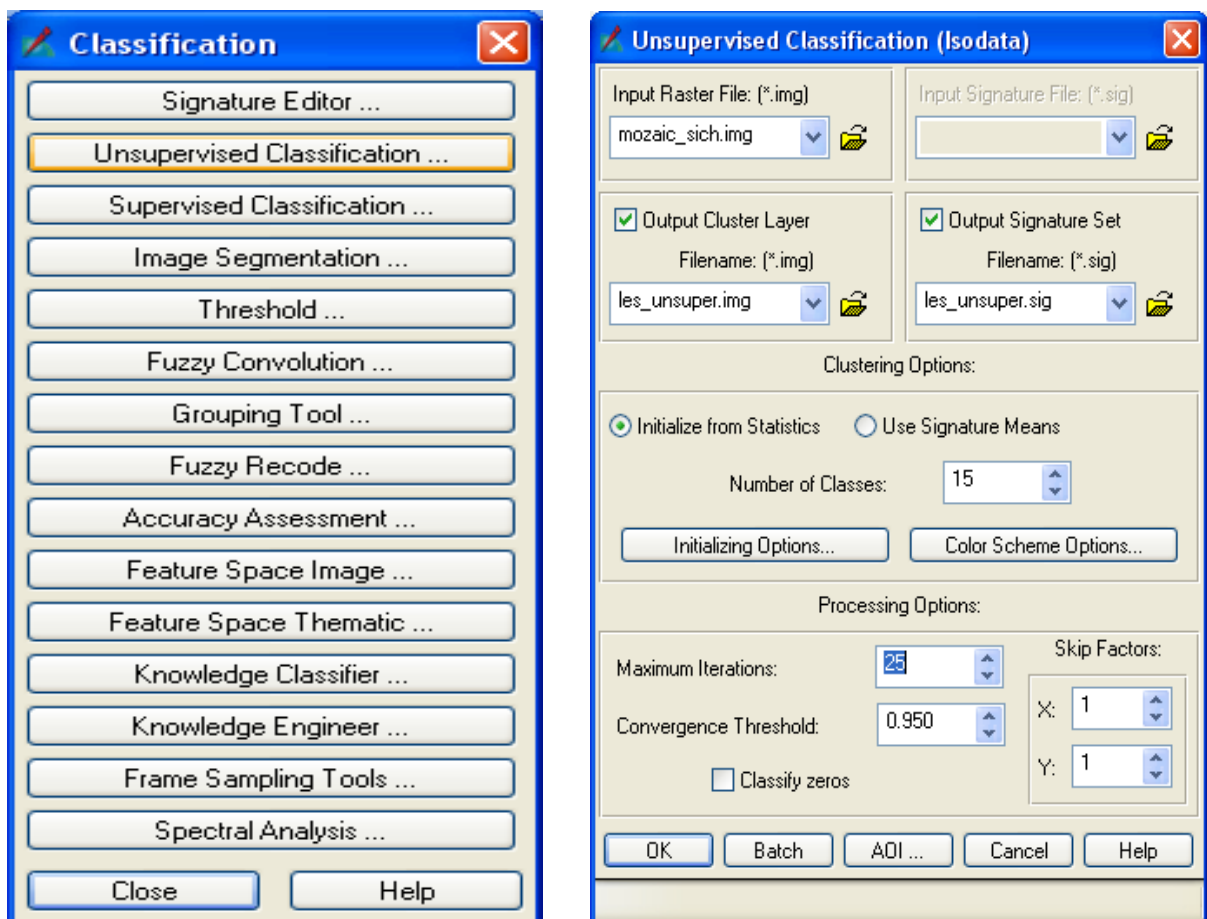 Classification
Signature Editor ...
Unsupervised Classification ...
Supervised Classification ...
Image Segmentation ...
Threshold ...
Fuzzy Convolution ...
Grouping Tool ...
Fuzzy Recode ...
Accuracy Assessment ...
Feature Space Image ...
Feature Space Thematic ...
Knowledge Classifier ...
Knowledge Engineer ...
Frame Sampling Tools ...
Spectral Analysis ...
Close Help
Unsupervised Classification (Isodata)
Input Raster File: (*.img) Input Signature File: (*.sig)
mozaic_sich.img
Output Cluster Layer Output Signature Set
Filename: (*.img) Filename: (*.sig)
les_unsuper.img les_unsuper.sig
Clustering Options:
Initialize from Statistics Use Signature Means
Number of Classes: 15
Initializing Options... Color Scheme Options...
Processing Options:
Skip Factors:
Maximum Iterations: 25
X: 1
Convergence Threshold: 0.950
Y: 1
Classify zeros
OK Batch AOI ... Cancel Help